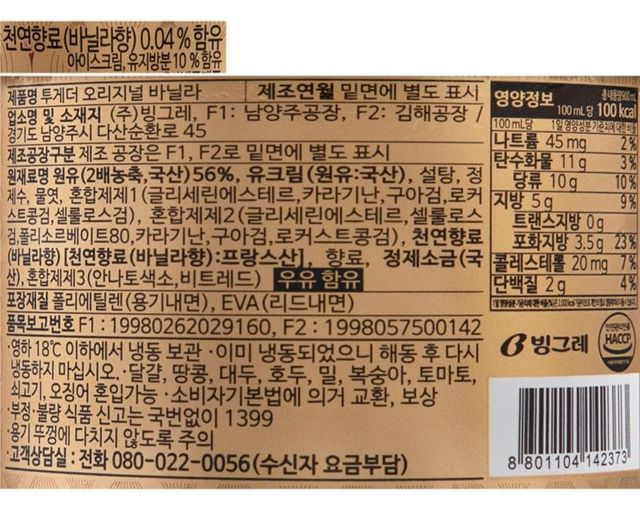 천연향료(바닐라향) 0.04% 함유
아이스크림, 유지방분 10% 함유
제품명 투게더 오리지널 바닐라 제조연월 밑면에 별도 표시
업소명 및 소재지 (주)빙그레, F1: 남양주공장, F2: 김해공장 /
경기도 남양주시 다산순환로 45
제조공장구분 제조 공장은 F1, F2로 밑면에 별도 표시
원재료명 원유(2배농축,국산)56%, 유크림(원유:국산), 설탕, 정
제수, 물엿, 혼합제제1(글리세린에스테르,카라기난,구아검,로커
스트콩검,셀룰로스검), 혼합제제2(글리세린에스테르,셀룰로스
검,폴리소르베이트80,카라기난,구아검,로커스트콩검), 천연향료
(바닐라향)[천연향료(바닐라향):프랑스산], 향료, 정제소금(국
산), 혼합제제3(안나토색소,비트레드) 우유 함유
포장재질 폴리에틸렌(용기내면), EVA(리드내면)
품목보고번호 F1:19980262029160, F2:1998057500142
·영하 18℃ 이하에서 냉동 보관 ·이미 냉동되었으니 해동 후 다시
냉동하지 마십시오. ·달걀, 땅콩, 대두, 호두, 밀, 복숭아, 토마토,
쇠고기, 오징어 혼입가능 ·소비자기본법에 의거 교환, 보상
·부정·불량 식품 신고는 국번없이 1399
·용기 뚜껑에 다치지 않도록 주의
·고객상담실 : 전화 080-022-0056(수신자 요금부담)
영양정보 총 내용량 900 ml
100 ml 당 100 kcal
100 ml당 1일 영양성분 기준치에 대한 비율
나트륨 45 mg 2%
탄수화물 11 g 3%
당류 10 g 10%
지방 5 g 9%
트랜스지방 0 g
포화지방 3.5 g 23%
콜레스테롤 20 mg 7%
단백질 2 g 4%
빙그레
HACCP
8 801104 142373